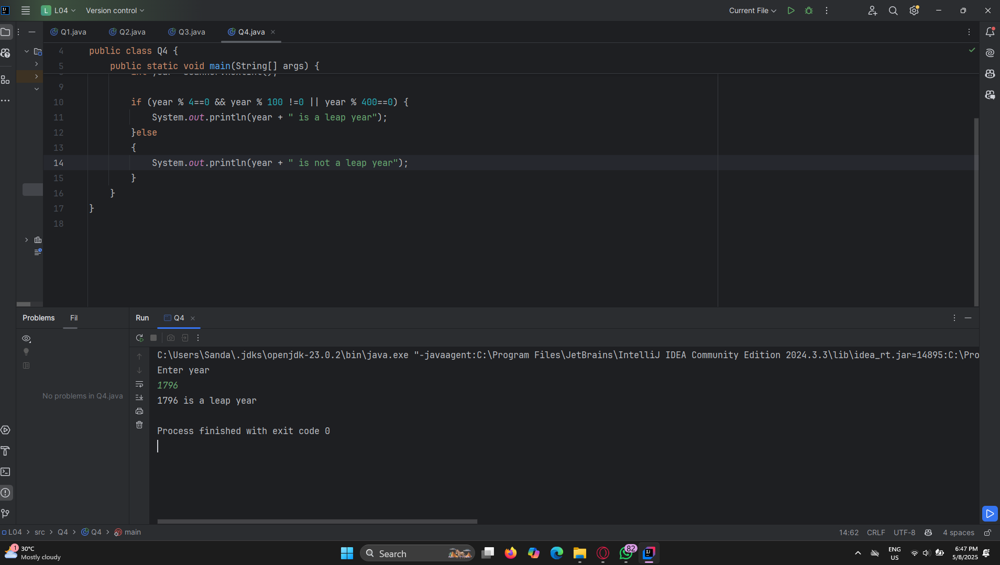 L L04 Version control Current File
Q1.java Q2.java Q3.java Q4.java
4 public class Q4 {
5 public static void main(String[] args) {
9
10 if (year % 4==0 && year % 100 !=0 || year % 400==0) {
11 System.out.println(year + " is a leap year");
12 }else
13 {
14 System.out.println(year + " is not a leap year");
15 }
16 }
17 }
18
Problems Fil Run Q4
No problems in Q4.java
C:\Users\Sanda\.jdks\openjdk-23.0.2\bin\java.exe "-javaagent:C:\Program Files\JetBrains\IntelliJ IDEA Community Edition 2024.3.3\lib\idea_rt.jar=14895:C:\Pro
Enter year
1796
1796 is a leap year
Process finished with exit code 0
L04 > src > Q4 > Q4 > main 14:62 CRLF UTF-8 4 spaces
1 30°C
Mostly cloudy
Search
82
ENG
US
6:47 PM
5/8/2025